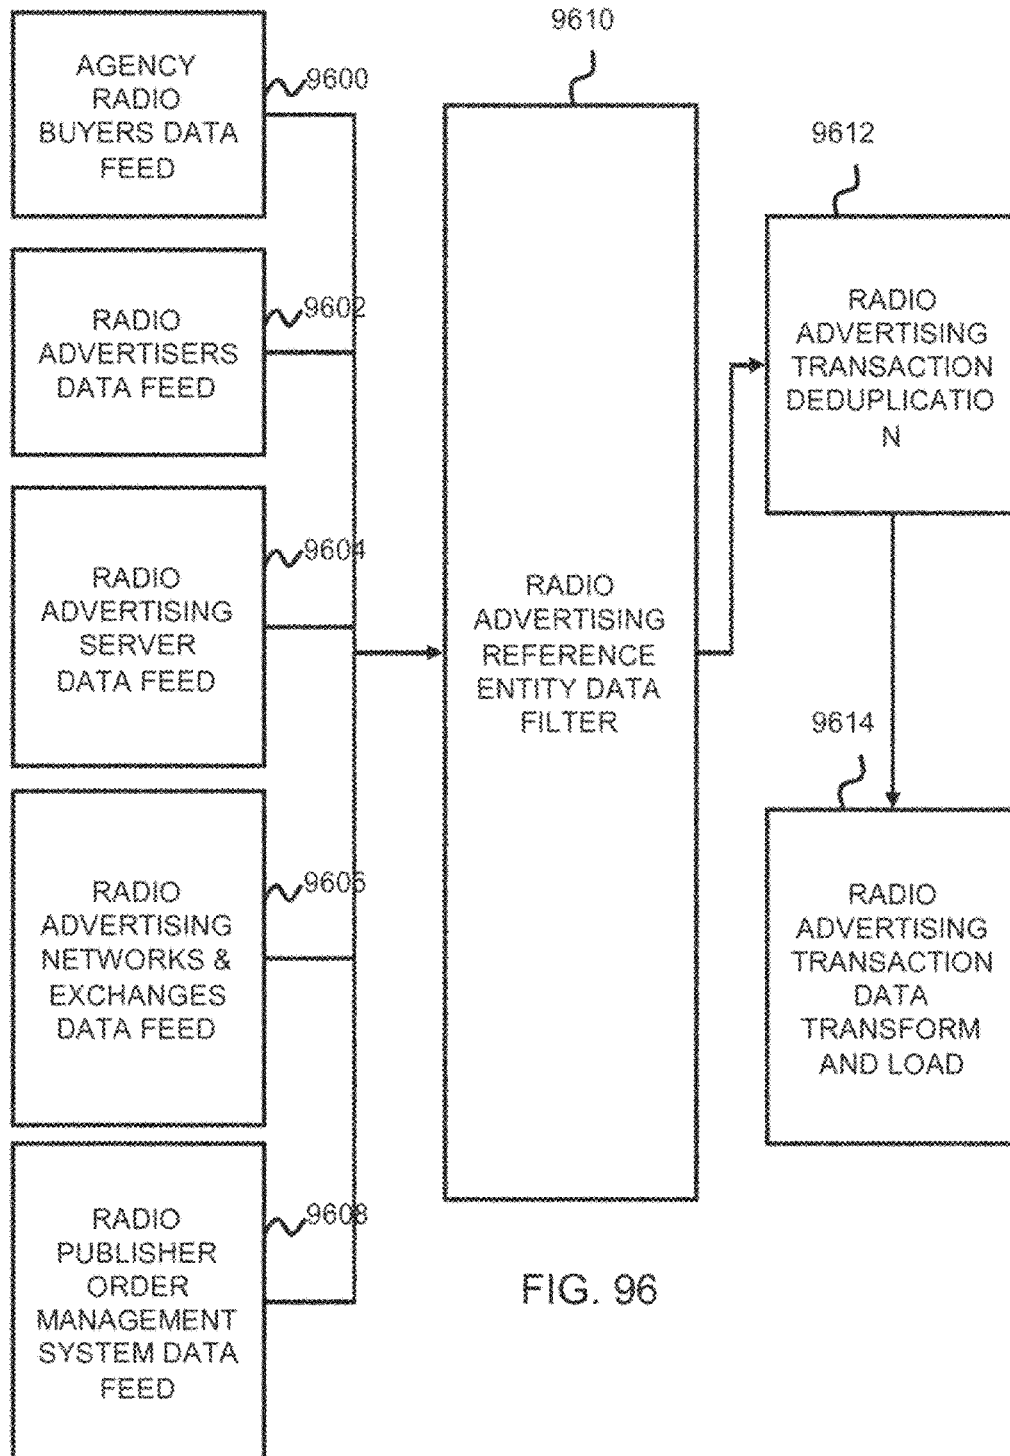 AGENCY
RADIO
BUYERS DATA
FEED
9600
RADIO
ADVERTISERS
DATA FEED
9602
RADIO
ADVERTISING
SERVER
DATA FEED
9604
RADIO
ADVERTISING
NETWORKS &
EXCHANGES
DATA FEED
9606
RADIO
PUBLISHER
ORDER
MANAGEMENT
SYSTEM DATA
FEED
9608
9610
RADIO
ADVERTISING
REFERENCE
ENTITY DATA
FILTER
9612
RADIO
ADVERTISING
TRANSACTION
DEDUPLICATIO
N
9614
RADIO
ADVERTISING
TRANSACTION
DATA
TRANSFORM
AND LOAD
FIG. 96